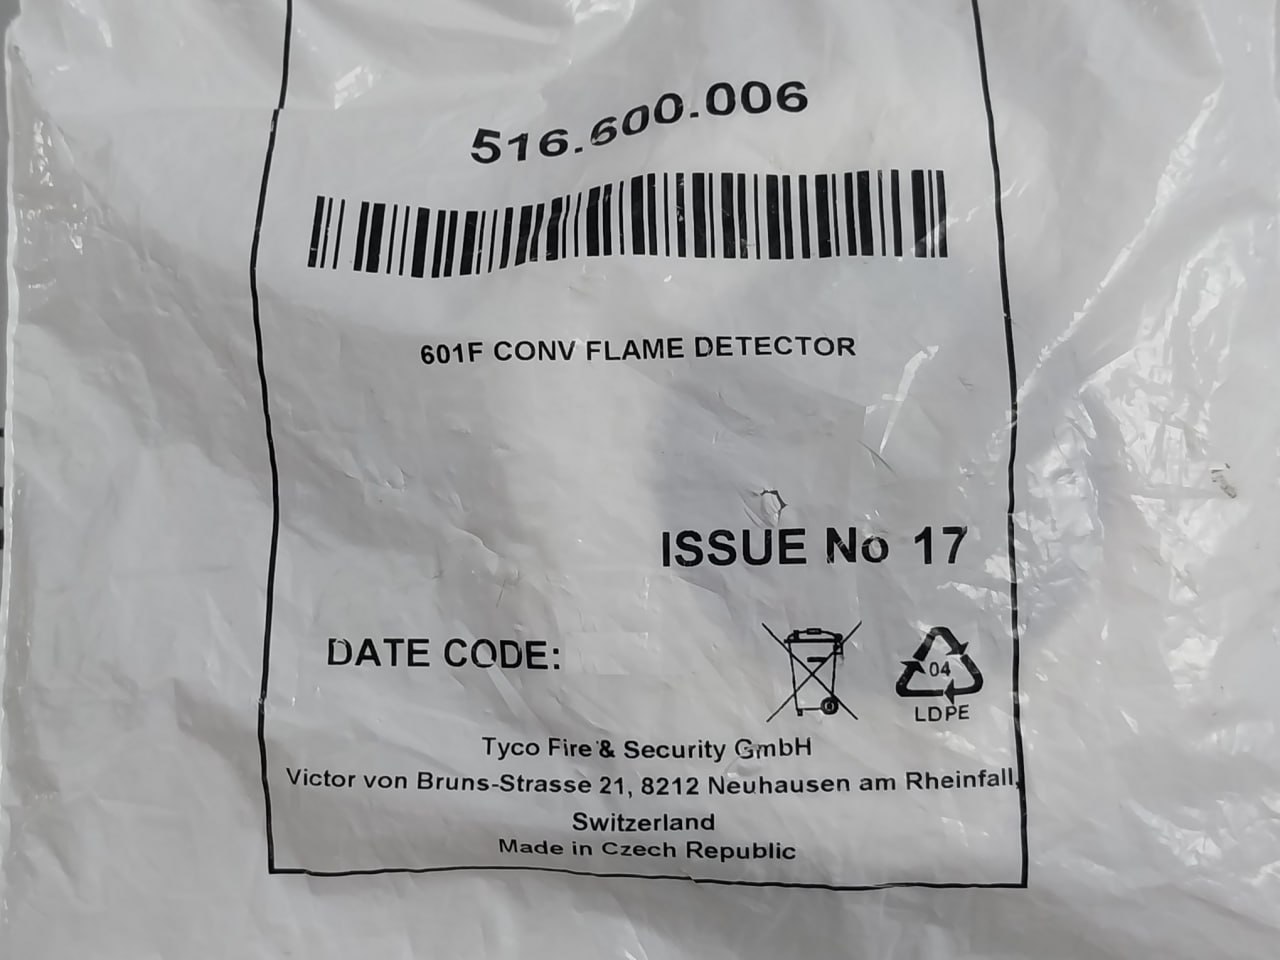 516.600.006
601F CONV FLAME DETECTOR
ISSUE No 17
DATE CODE:
04
LDPE
Tyco Fire & Security GmbH
Victor von Bruns-Strasse 21, 8212 Neuhausen am Rheinfall,
Switzerland
Made in Czech Republic